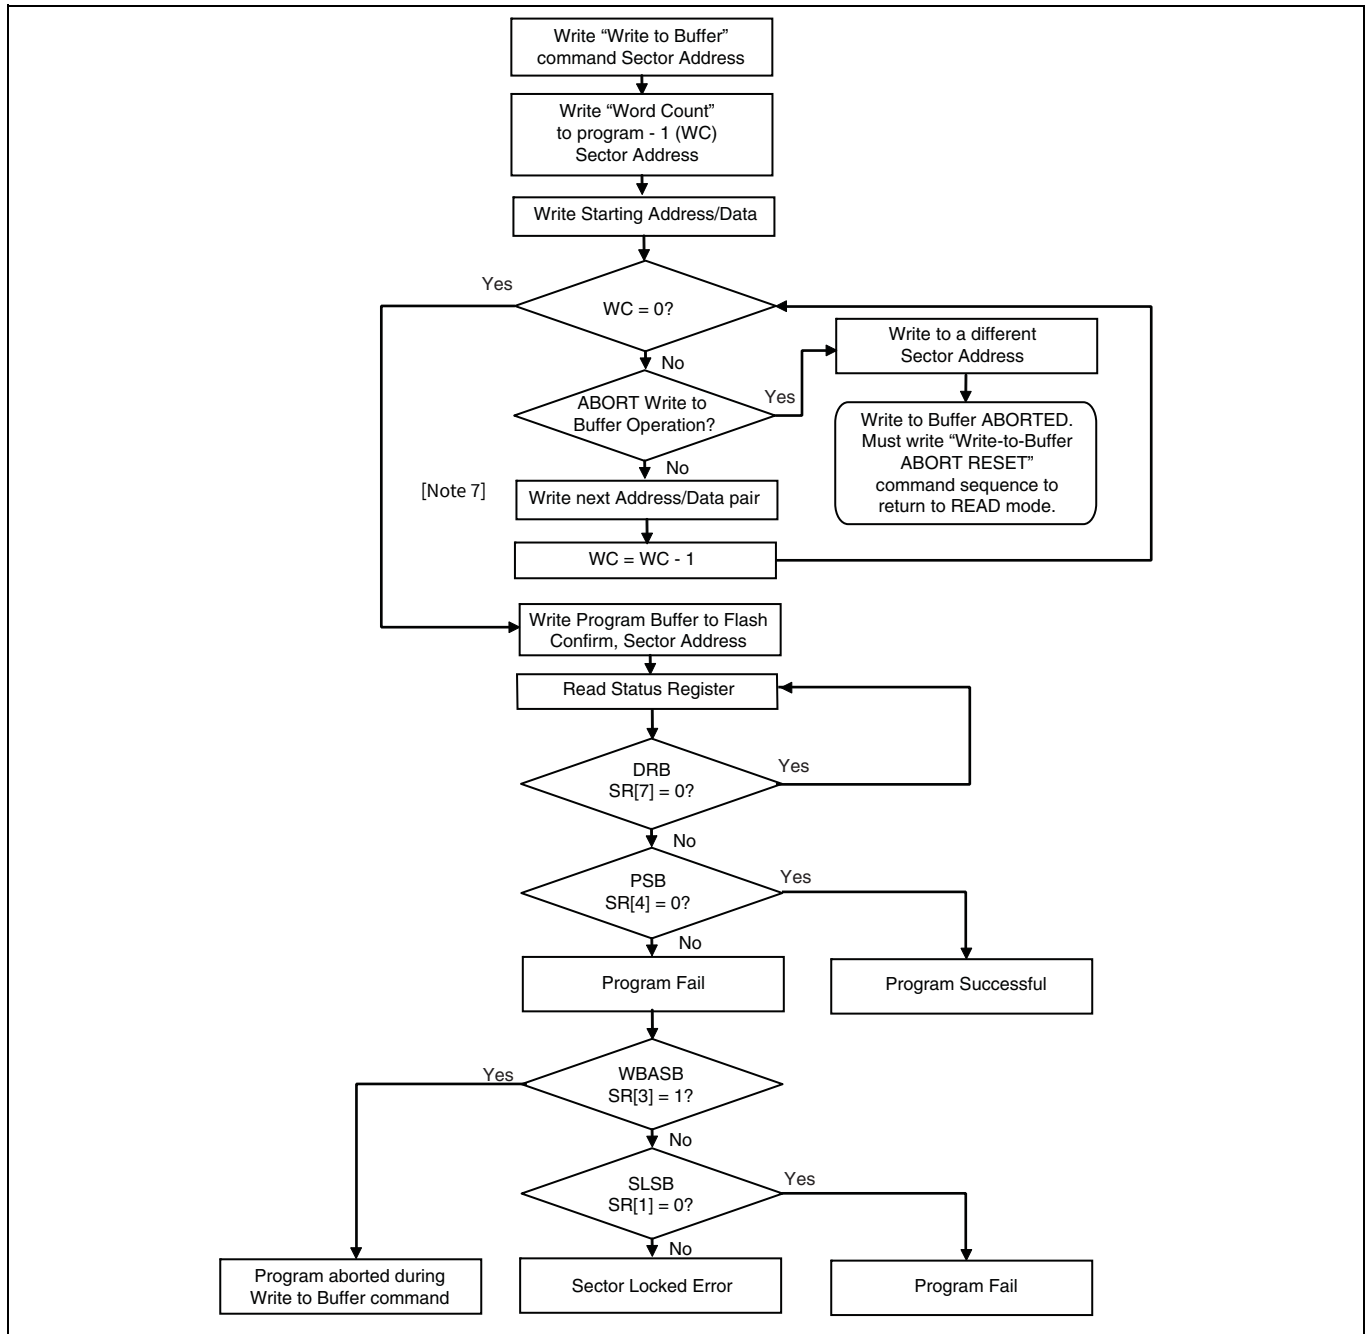 Write “Write to Buffer”
command Sector Address
Write “Word Count”
to program - 1 (WC)
Sector Address
Write Starting Address/Data
Yes
WC = 0?
No
Write to a different
Sector Address
Yes
ABORT Write to
Buffer Operation?
No
Write to Buffer ABORTED.
Must write “Write-to-Buffer
ABORT RESET”
command sequence to
return to READ mode.
[Note 7]
Write next Address/Data pair
WC = WC - 1
Write Program Buffer to Flash
Confirm, Sector Address
Read Status Register
DRB
SR[7] = 0?
Yes
No
PSB
SR[4] = 0?
Yes
No
Program Fail
Program Successful
Yes
WBASB
SR[3] = 1?
No
SLSB
SR[1] = 0?
Yes
No
Program aborted during
Write to Buffer command
Sector Locked Error
Program Fail